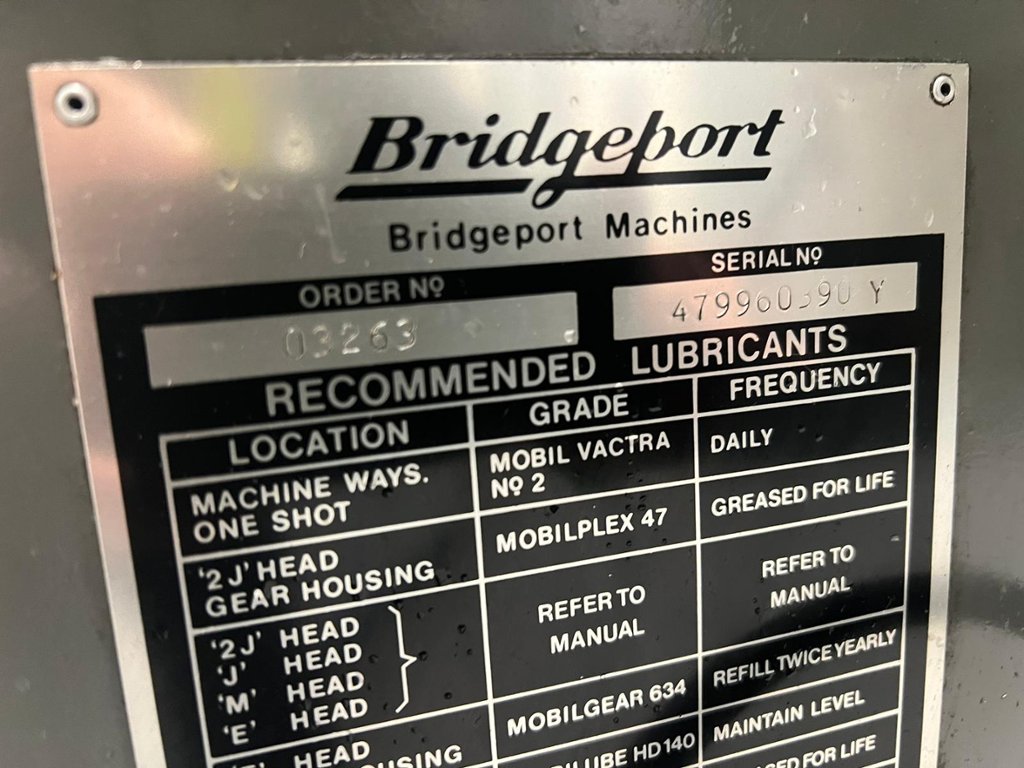 Bridgeport
Bridgeport Machines
ORDER Nº
SERIAL Nº
03263
Y
RECOMMENDED LUBRICANTS
LOCATION GRADE FREQUENCY
MACHINE WAYS.
ONE SHOT
MOBIL VACTRA
Nº 2
DAILY
'2 J' HEAD
GEAR HOUSING
MOBILPLEX 47
GREASED FOR LIFE
'2J' HEAD
'J' HEAD
'M' HEAD
'E' HEAD
REFER TO
MANUAL
REFER TO
MANUAL
MOBILGEAR 634
REFILL TWICE YEARLY
HEAD
HD 140
MAINTAIN LEVEL
FOR LIFE